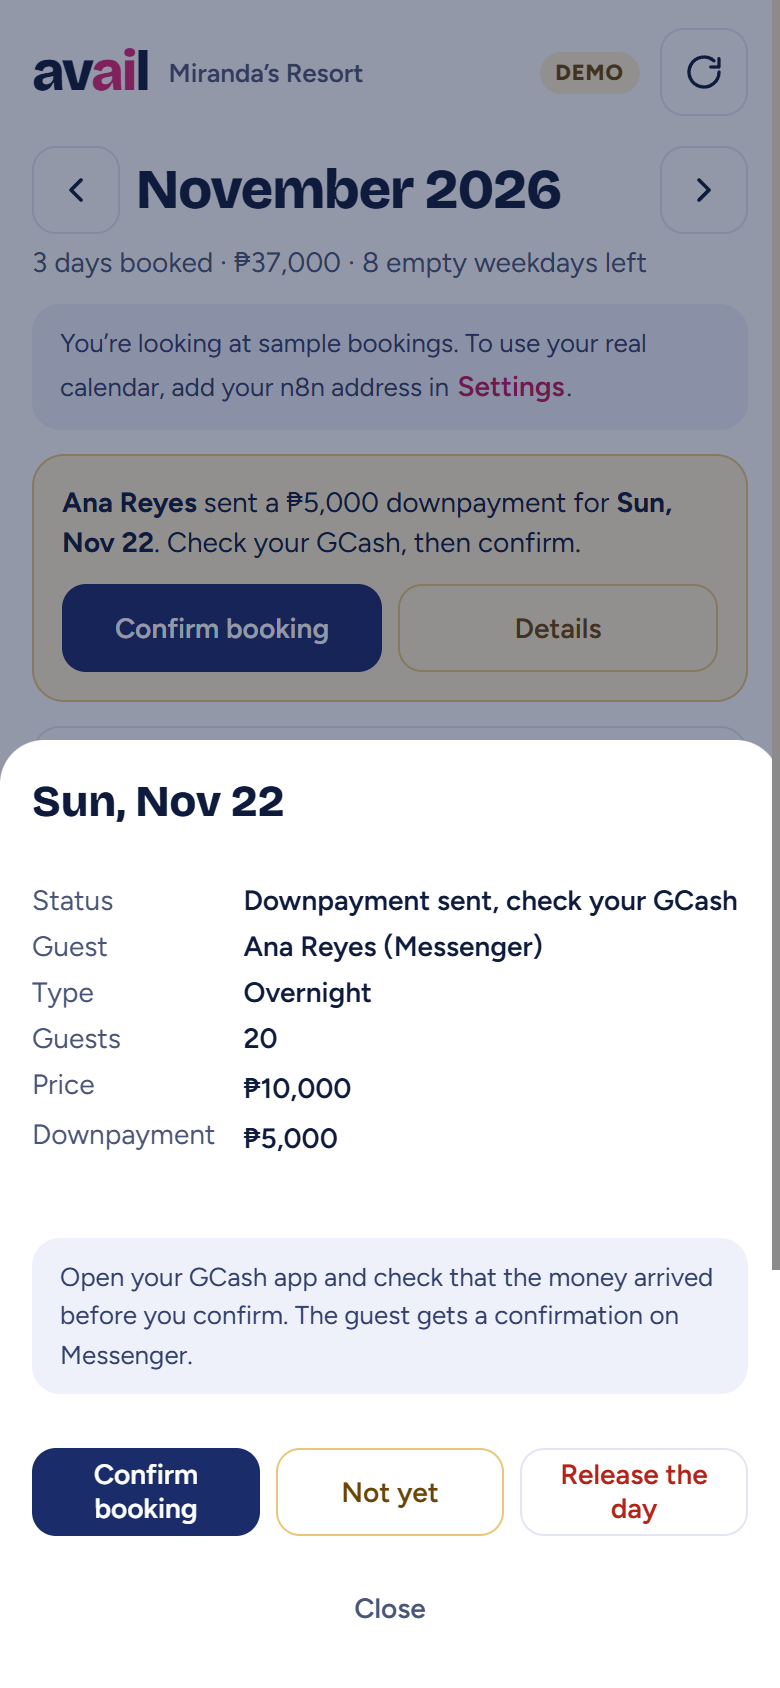 avail Miranda’s Resort DEMO
November 2026
3 days booked · ₱37,000 · 8 empty weekdays left
You’re looking at sample bookings. To use your real
calendar, add your n8n address in Settings.
Ana Reyes sent a ₱5,000 downpayment for Sun,
Nov 22. Check your GCash, then confirm.
Confirm booking Details
Sun, Nov 22
Status Downpayment sent, check your GCash
Guest Ana Reyes (Messenger)
Type Overnight
Guests 20
Price ₱10,000
Downpayment ₱5,000
Open your GCash app and check that the money arrived
before you confirm. The guest gets a confirmation on
Messenger.
Confirm
booking
Not yet
Release the
day
Close